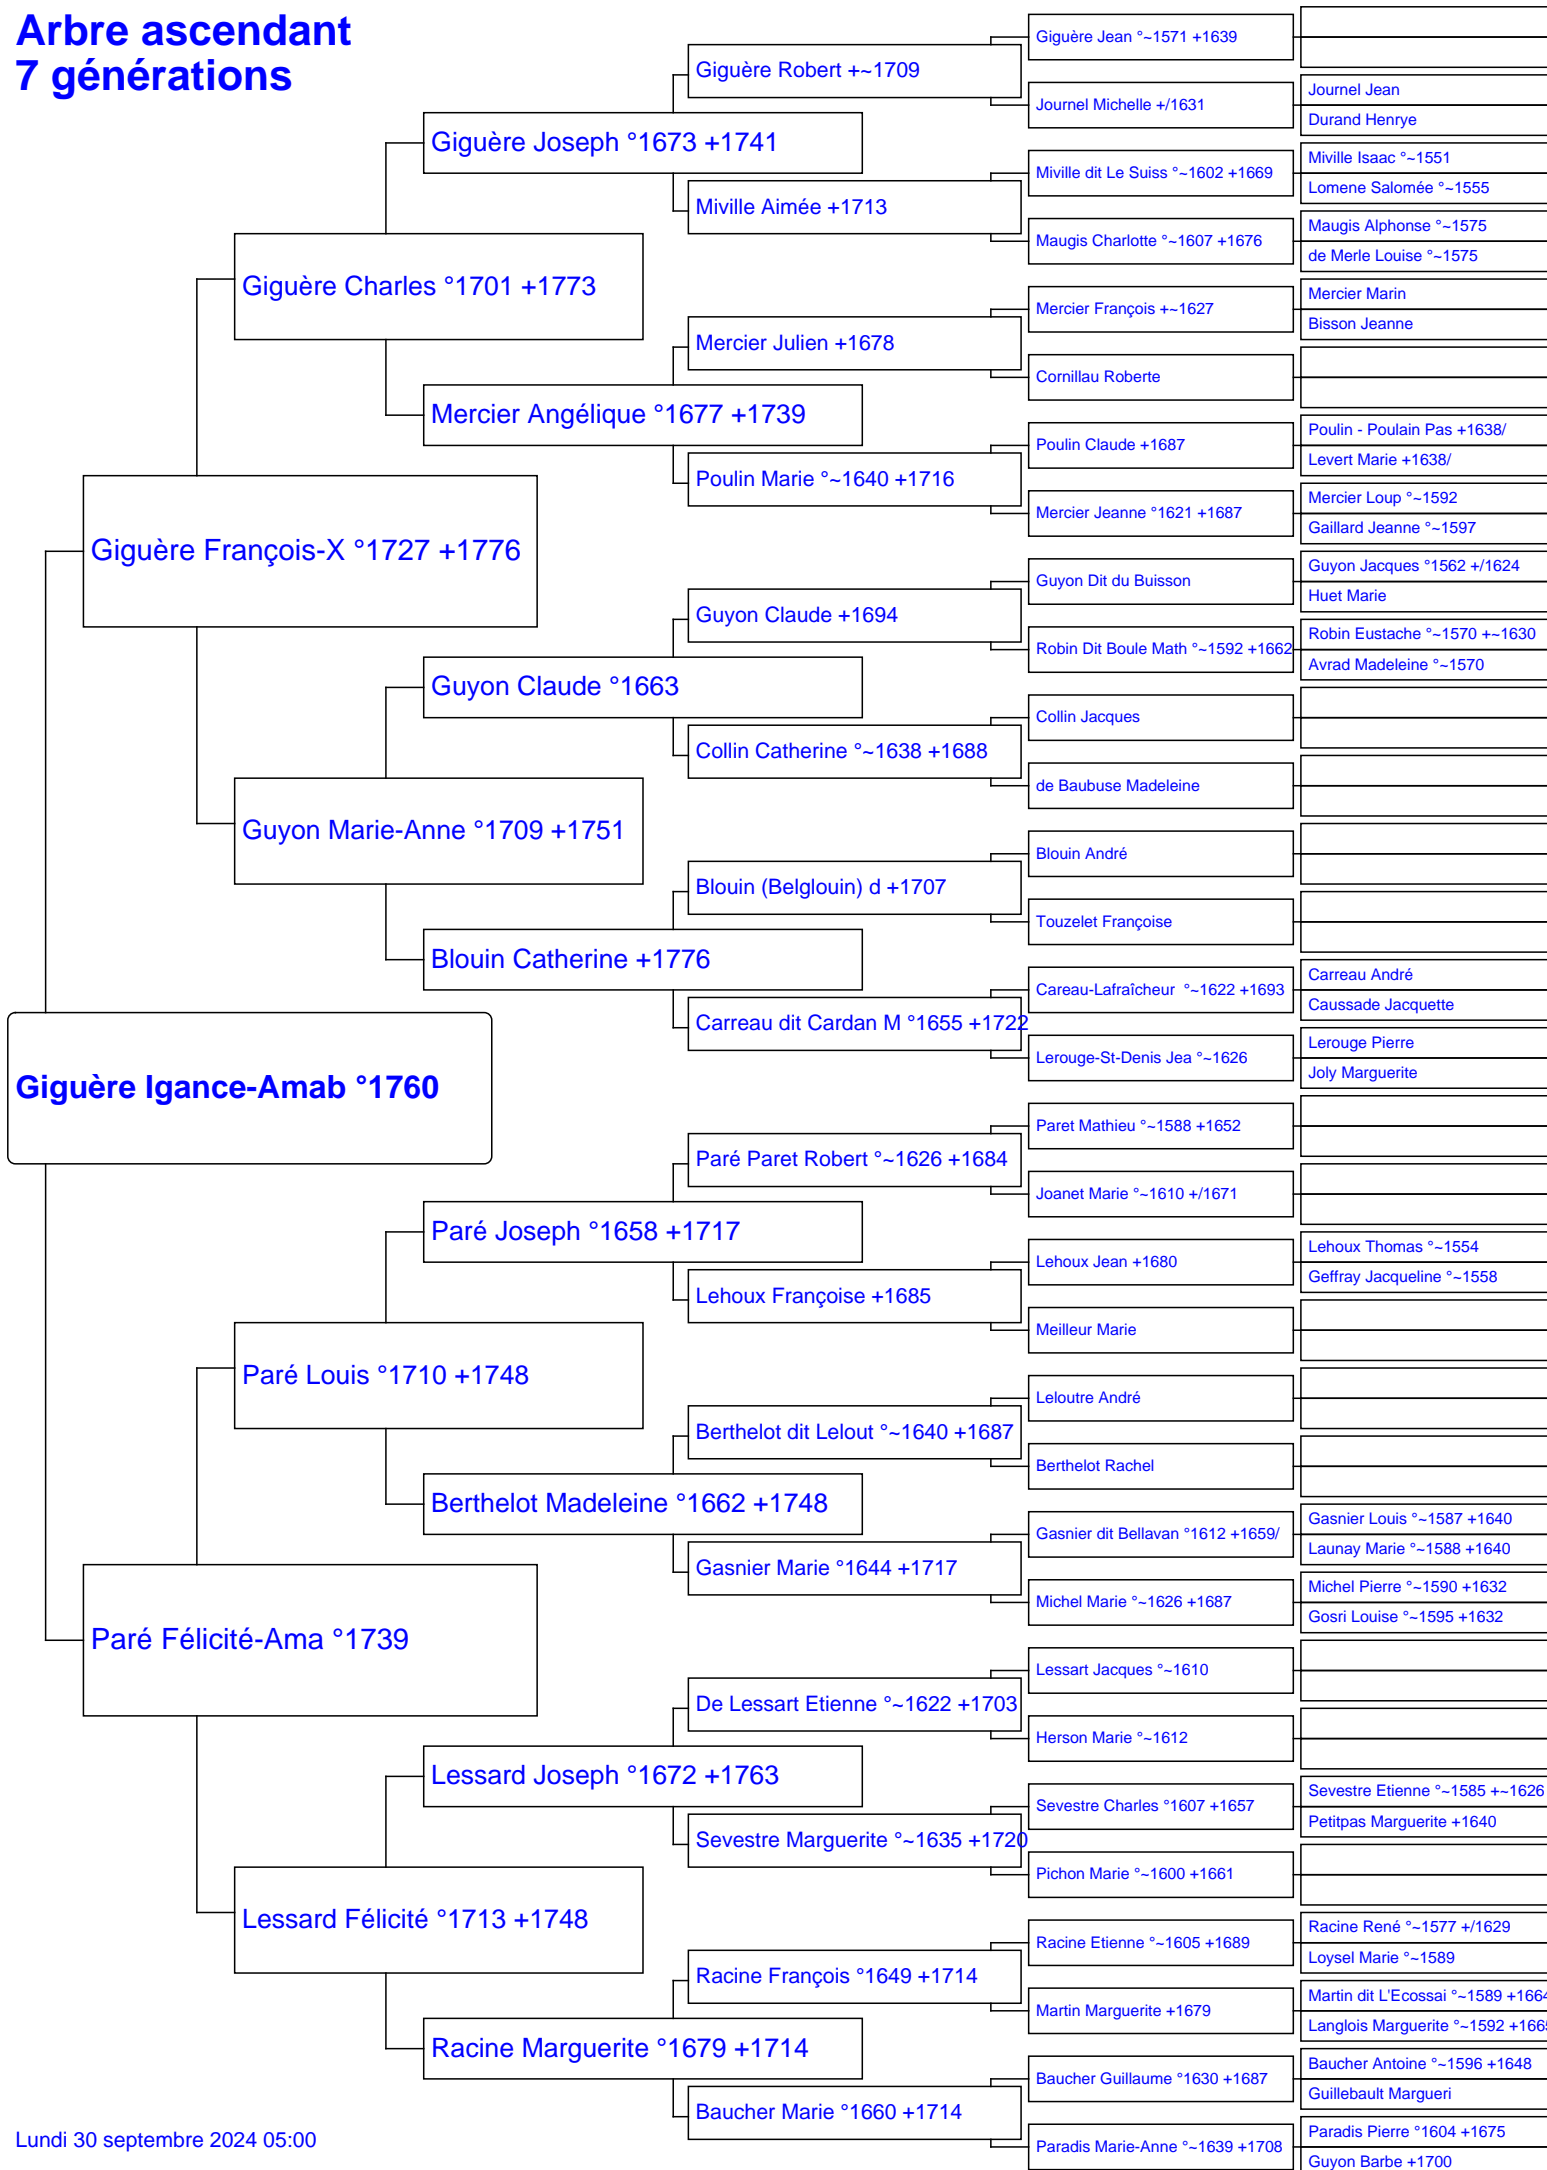 Arbre ascendant
7 générations
Giguère Igance-Amab °1760
Giguère François-X °1727 +1776
Paré Félicité-Ama °1739
Giguère Charles °1701 +1773
Guyon Marie-Anne °1709 +1751
Paré Louis °1710 +1748
Lessard Félicité °1713 +1748
Giguère Joseph °1673 +1741
Mercier Angélique °1677 +1739
Guyon Claude °1663
Blouin Catherine +1776
Paré Joseph °1658 +1717
Berthelot Madeleine °1662 +1748
Lessard Joseph °1672 +1763
Racine Marguerite °1679 +1714
Giguère Robert +~1709
Miville Aimée +1713
Mercier Julien +1678
Poulin Marie °~1640 +1716
Guyon Claude +1694
Collin Catherine °~1638 +1688
Blouin (Belglouin) d +1707
Carreau dit Cardan M °1655 +1722
Paré Paret Robert °~1626 +1684
Lehoux Françoise +1685
Berthelot dit Lelout °~1640 +1687
Gasnier Marie °1644 +1717
De Lessart Etienne °~1622 +1703
Sevestre Marguerite °~1635 +1720
Racine François °1649 +1714
Baucher Marie °1660 +1714
Giguère Jean °~1571 +1639
Journel Michelle +/1631
Miville dit Le Suiss °~1602 +1669
Maugis Charlotte °~1607 +1676
Mercier François +~1627
Cornillau Roberte
Poulin Claude +1687
Mercier Jeanne °1621 +1687
Guyon Dit du Buisson
Robin Dit Boule Math °~1592 +1662
Collin Jacques
de Baubuse Madeleine
Blouin André
Touzelet Françoise
Careau-Lafraîcheur  °~1622 +1693
Lerouge-St-Denis Jea °~1626
Paret Mathieu °~1588 +1652
Joanet Marie °~1610 +/1671
Lehoux Jean +1680
Meilleur Marie
Leloutre André
Berthelot Rachel
Gasnier dit Bellavan °1612 +1659/
Michel Marie °~1626 +1687
Lessart Jacques °~1610
Herson Marie °~1612
Sevestre Charles °1607 +1657
Pichon Marie °~1600 +1661
Racine Etienne °~1605 +1689
Martin Marguerite +1679
Baucher Guillaume °1630 +1687
Paradis Marie-Anne °~1639 +1708
Journel Jean
Durand Henrye
Miville Isaac °~1551
Lomene Salomée °~1555
Maugis Alphonse °~1575
de Merle Louise °~1575
Mercier Marin
Bisson Jeanne
Poulin - Poulain Pas +1638/
Levert Marie +1638/
Mercier Loup °~1592
Gaillard Jeanne °~1597
Guyon Jacques °1562 +/1624
Huet Marie
Robin Eustache °~1570 +~1630
Avrad Madeleine °~1570
Carreau André
Caussade Jacquette
Lerouge Pierre
Joly Marguerite
Lehoux Thomas °~1554
Geffray Jacqueline °~1558
Gasnier Louis °~1587 +1640
Launay Marie °~1588 +1640
Michel Pierre °~1590 +1632
Gosri Louise °~1595 +1632
Sevestre Etienne °~1585 +~1626
Petitpas Marguerite +1640
Racine René °~1577 +/1629
Loysel Marie °~1589
Martin dit L'Ecossai °~1589 +1664
Langlois Marguerite °~1592 +1665
Baucher Antoine °~1596 +1648
Guillebault Margueri
Paradis Pierre °1604 +1675
Guyon Barbe +1700
Lundi 30 septembre 2024 05:00